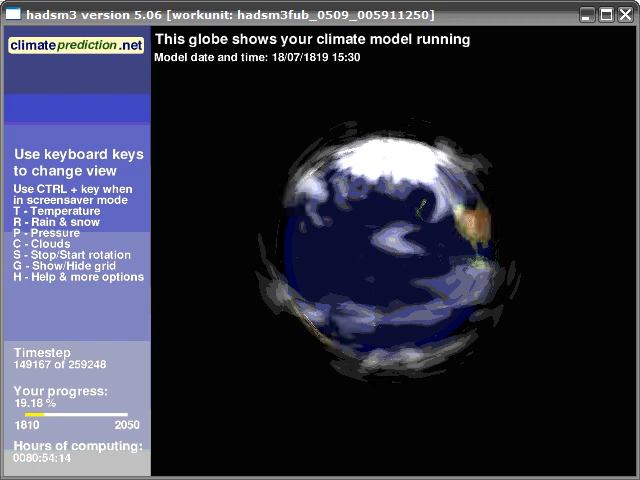 hadsm3 version 5.06 [workunit: hadsm3fub_0509_005911250]
climateprediction.net
This globe shows your climate model running
Model date and time: 18/07/1819 15:30
Use keyboard keys
to change view
Use CTRL + key when
in screensaver mode
T - Temperature
R - Rain & snow
P - Pressure
C - Clouds
S - Stop/Start rotation
G - Show/Hide grid
H - Help & more options
Timestep
149167 of 259248
Your progress:
19.18 %
1810 2050
Hours of computing:
0080:54:14